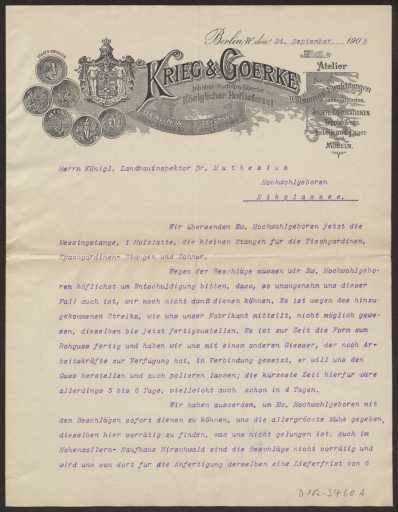 Berlin W. den 24. September 1903
KRIEG & GOERKE
Königlicher Hoflieferant
Atelier
MÖBELN.
Herrn Königl. Landbauinspektor Dr. Muthesius
Hochwohlgeboren
Nikolassee.
Wir übersenden Ew. Hochwohlgeboren jetzt die
Messingstange, 1 Holzlatte, die kleinen Stangen für die Tischgardinen,
Spanngardinen- Stangen und Schnur.
Wegen der Beschläge müssen wir Ew. Hochwohlgebo-
ren höflichst um Entschuldigung bitten, dass, so unangenehm uns dieser
Fall auch ist, wir noch nicht damit dienen können. Es ist wegen des hinzu-
gekommenen Streiks, wie uns unser Fabrikant mitteilt, nicht möglich gewe-
sen, dieselben bis jetzt fertigzustellen. Es ist zur Zeit die Form zum
Rohguss fertig und haben wir uns mit einem anderen Giesser, der noch Ar-
beitskräfte zur Verfügung hat, in Verbindung gesetzt, er will uns den
Guss herstellen und auch polieren lassen; die kürzeste Zeit hierfür wäre
allerdings 5 bis 6 Tage, vielleicht auch schon in 4 Tagen.
Wir haben ausserdem, um Ew. Hochwohlgeboren mit
den Beschlägen sofort dienen zu können, uns die allergrösste Mühe gegeben,
dieselben hier vorrätig zu finden, was uns nicht gelungen ist. Auch im
Hohenzollern- Kaufhaus Hirschwald sind die Beschläge nicht vorrätig und
wird uns von dort für die Anfertigung derselben eine Lieferfrist von 6
D 102-3460 A